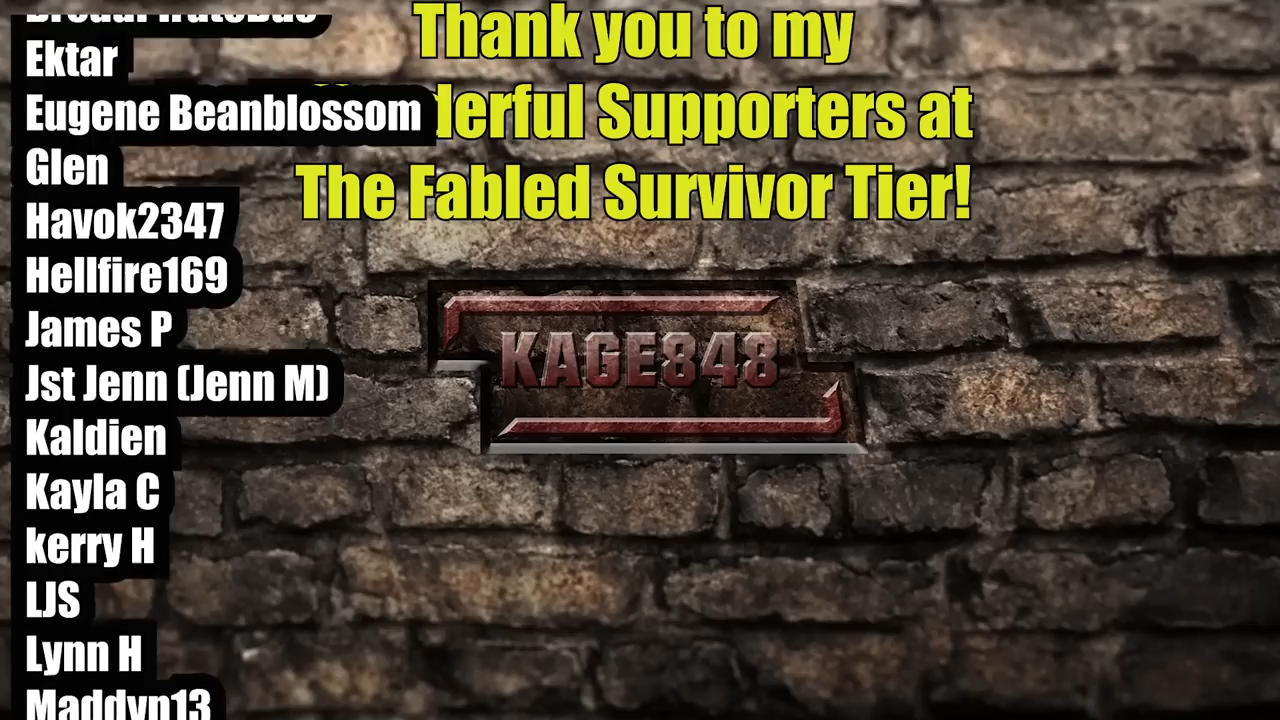 Thank you to my
Supporters at
The Fabled Survivor Tier!
Ektar
Eugene Beanblossom
Glen
Havok2347
Hellfire169
James P
Jst Jenn (Jenn M)
Kaldien
Kayla C
kerry H
LJS
Lynn H
Maddyn13
KAGE848